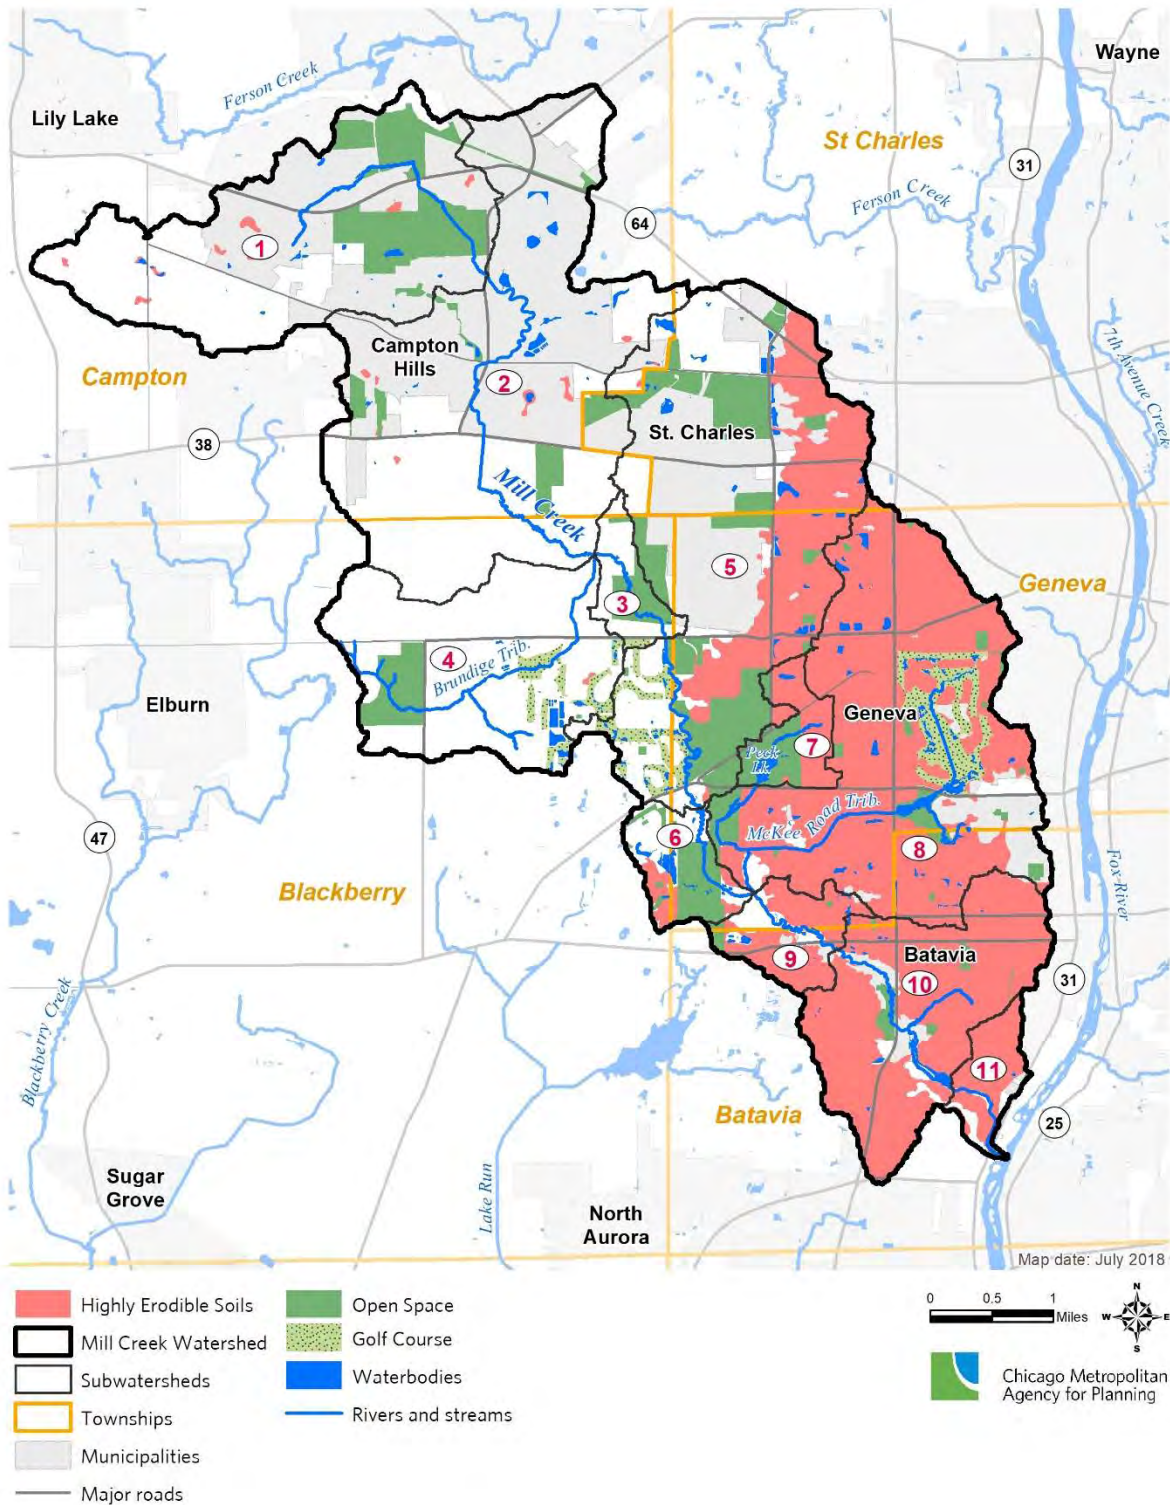 Wayne
Ferson Creek
Lily Lake
St Charles
31
Ferson Creek
64
1
7th Avenue Creek
Campton
Hills
Campton
2
St. Charles
38
Mill Creek
5
Geneva
3
4
Brundige Trib.
Elburn
Geneva
7
Peck
Lk.
McKee Road Trib.
6
47
8
Blackberry
Fox River
Batavia
9
10
31
Blackberry Creek
11
Batavia
25
Sugar
Grove
Lake Run
North
Aurora
Map date: July 2018
Highly Erodible Soils
Mill Creek Watershed
Subwatersheds
Townships
Municipalities
Major roads
Open Space
Golf Course
Waterbodies
Rivers and streams
0 0.5 1
Miles
N
W E
S
Chicago Metropolitan
Agency for Planning